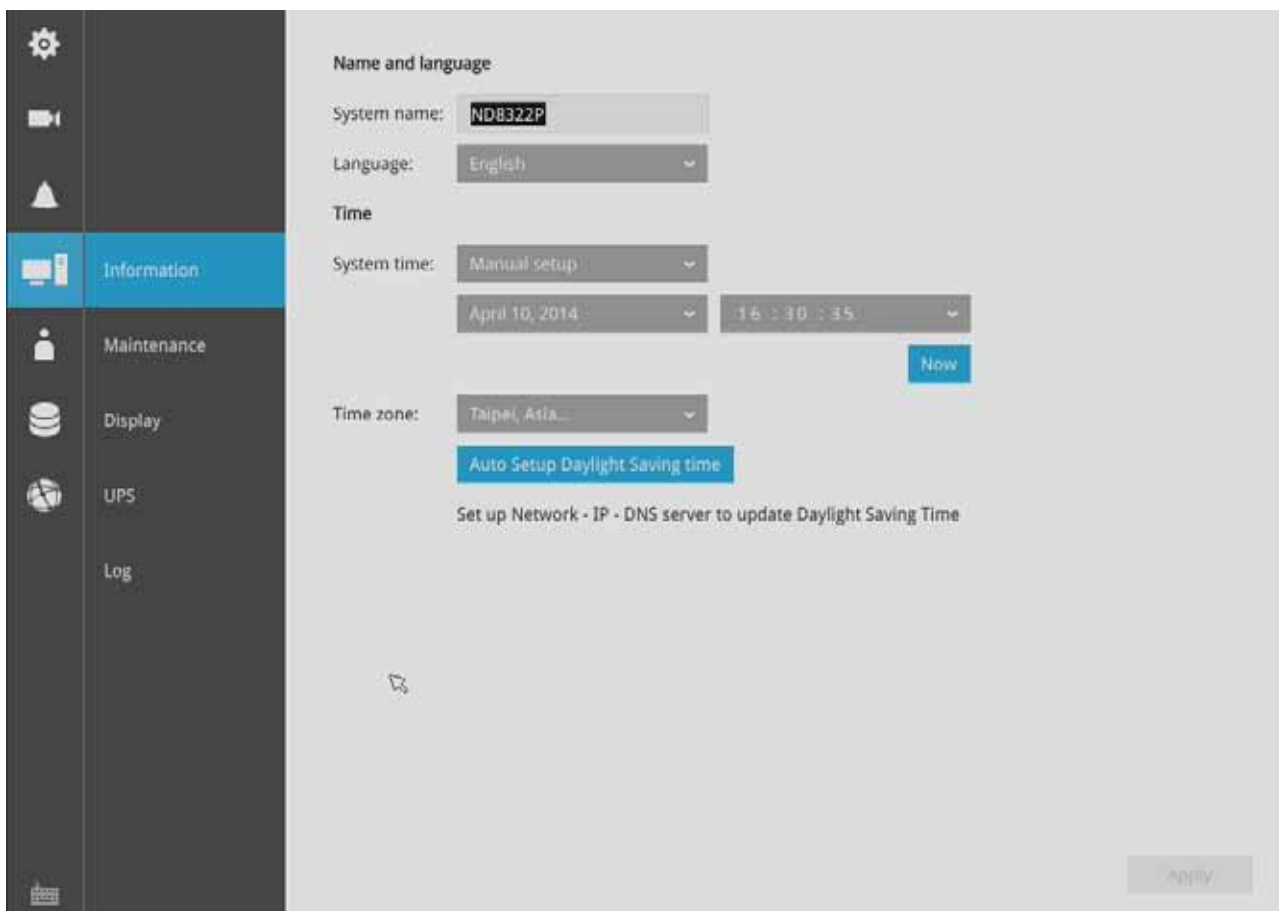 Name and language
System name: ND8322P
Language: English
Time
Information
System time: Manual setup
April 10, 2014 16 : 30 : 35
Maintenance
Now
Display
Time zone: Taipei, Asia...
Auto Setup Daylight Saving time
UPS
Set up Network - IP - DNS server to update Daylight Saving Time
Log
Apply